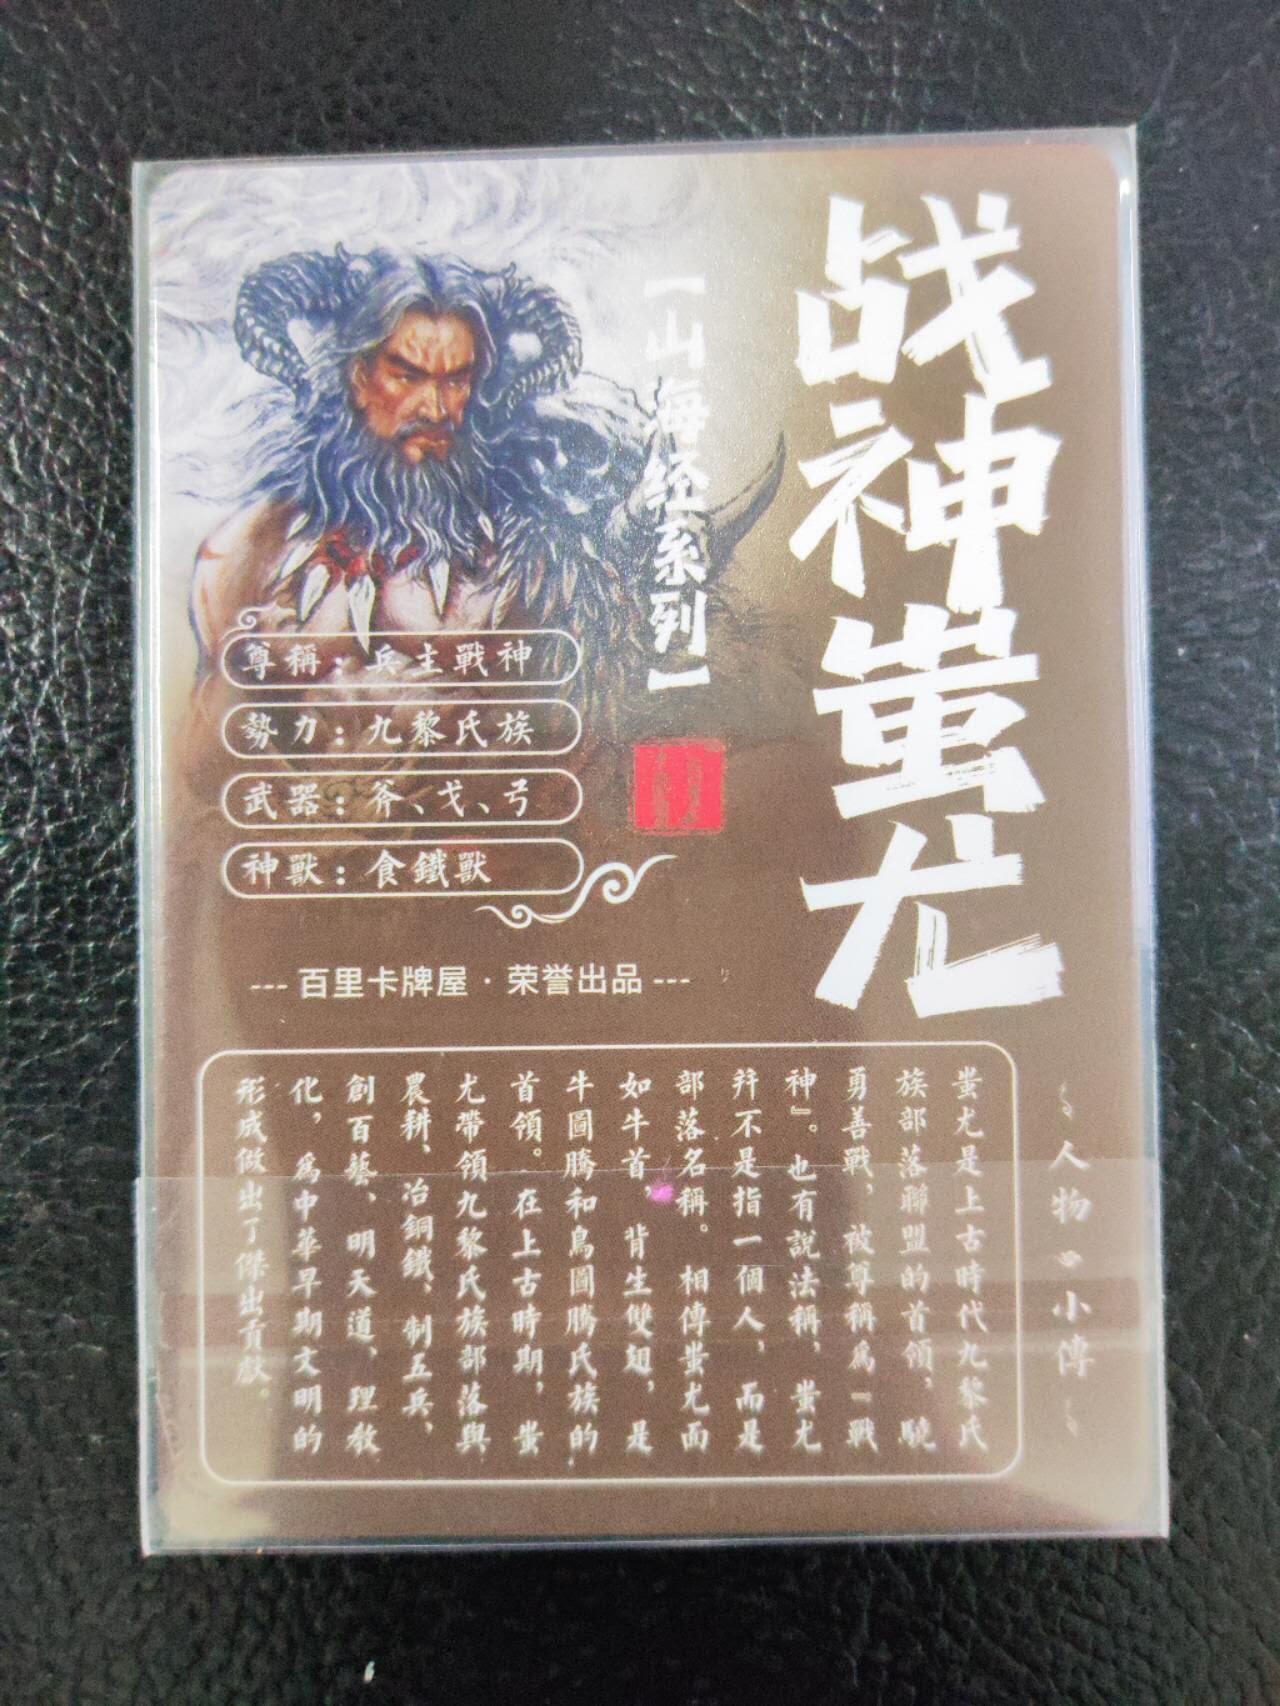 战神蚩尤
【山海经系列】
尊稱：兵主戰神
勢力：九黎氏族
武器：斧、戈、弓
神獸：食鐵獸
--- 百里卡牌屋 · 荣誉出品 ---
人物小傳
蚩尤是上古時代九黎氏
族部落聯盟的首領，驍
勇善戰，被尊稱爲『戰
神』。也有說法稱，蚩尤
并不是指一個人，而是
部落名稱。相傳蚩尤面
如牛首，背生雙翅，是
牛圖騰和鳥圖騰氏族的
首領。在上古時期，蚩
尤帶領九黎氏族部落興
農耕、冶銅鐵、制五兵、
創百藝、明天道、理教
化，爲中華早期文明的
形成做出了傑出貢獻。